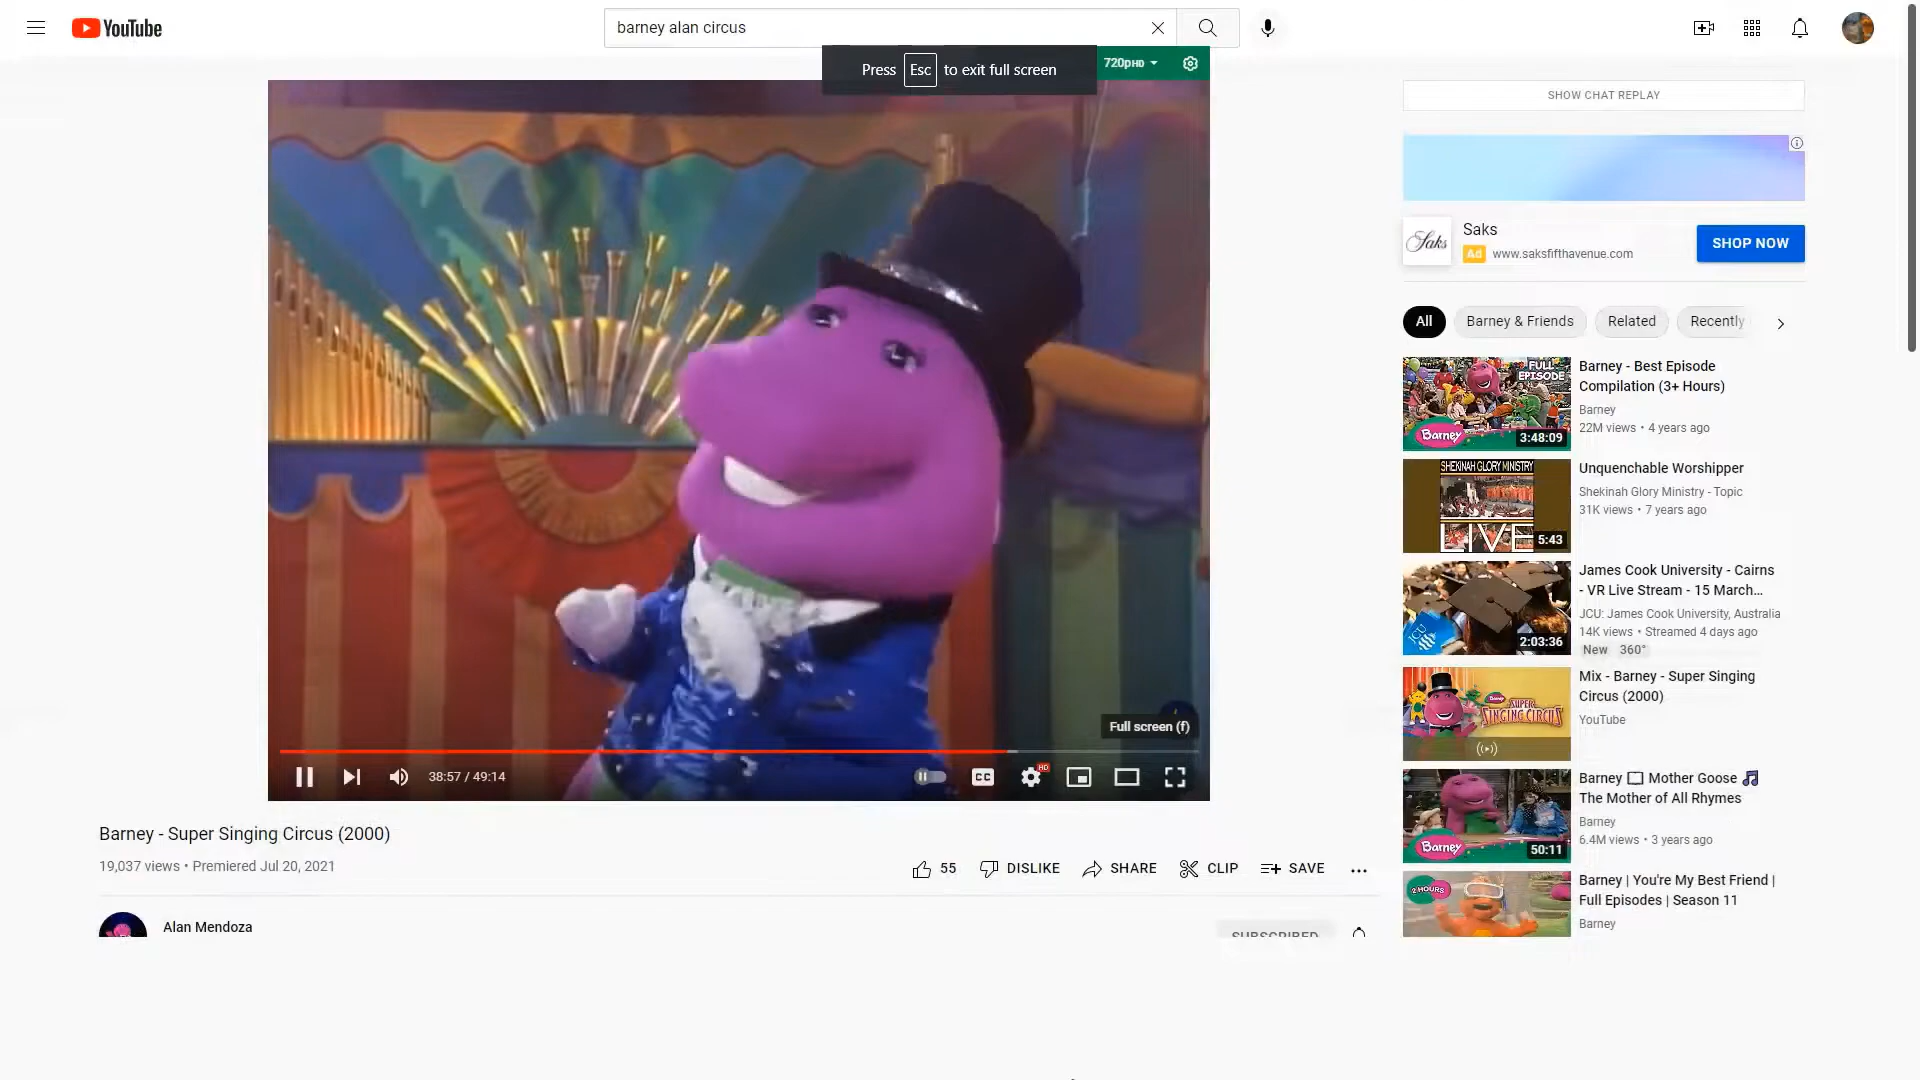 YouTube
barney alan circus
Press Esc to exit full screen
720pHD
Full screen (f)
38:57 / 49:14
CC
HD
Barney - Super Singing Circus (2000)
19,037 views • Premiered Jul 20, 2021
55
DISLIKE
SHARE
CLIP
SAVE
Alan Mendoza
SUBSCRIBED
SHOW CHAT REPLAY
Saks
Saks
Ad www.saksfifthavenue.com
SHOP NOW
All
Barney & Friends
Related
Recently
FULL
EPISODE
Barney
3:48:09
Barney - Best Episode
Compilation (3+ Hours)
Barney
22M views • 4 years ago
SHEKINAH GLORY MINISTRY
LIVE
5:43
Unquenchable Worshipper
Shekinah Glory Ministry - Topic
31K views • 7 years ago
JCU
2:03:36
James Cook University - Cairns
- VR Live Stream - 15 March...
JCU: James Cook University, Australia
14K views • Streamed 4 days ago
New 360°
Barney
SUPER
SINGING CIRCUS
Mix - Barney - Super Singing
Circus (2000)
YouTube
Barney
50:11
Barney 🎞 Mother Goose 🎵
The Mother of All Rhymes
Barney
6.4M views • 3 years ago
2 HOURS
Barney | You're My Best Friend |
Full Episodes | Season 11
Barney